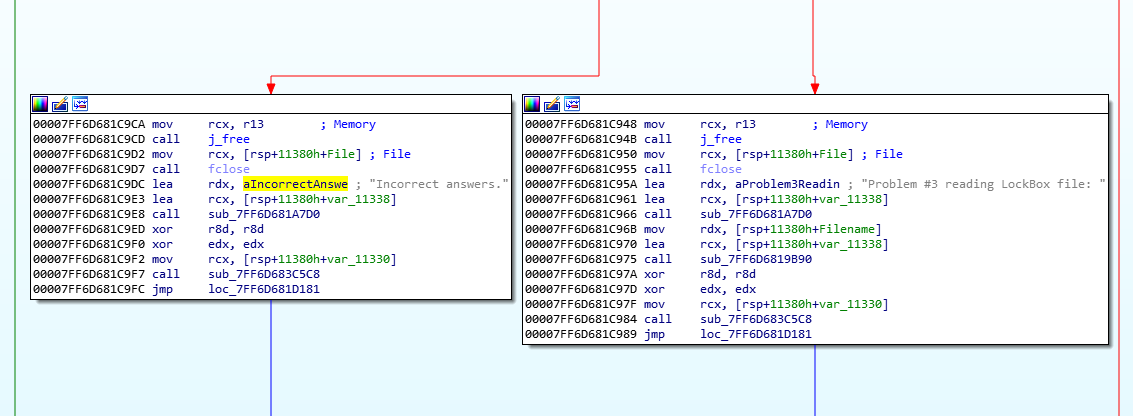 00007FF6D681C9CA mov rcx, r13 ; Memory
00007FF6D681C9CD call j_free
00007FF6D681C9D2 mov rcx, [rsp+11380h+File] ; File
00007FF6D681C9D7 call fclose
00007FF6D681C9DC lea rdx, aIncorrectAnswe ; "Incorrect answers."
00007FF6D681C9E3 lea rcx, [rsp+11380h+var_11338]
00007FF6D681C9E8 call sub_7FF6D681A7D0
00007FF6D681C9ED xor r8d, r8d
00007FF6D681C9F0 xor edx, edx
00007FF6D681C9F2 mov rcx, [rsp+11380h+var_11330]
00007FF6D681C9F7 call sub_7FF6D683C5C8
00007FF6D681C9FC jmp loc_7FF6D681D181
00007FF6D681C948 mov rcx, r13 ; Memory
00007FF6D681C94B call j_free
00007FF6D681C950 mov rcx, [rsp+11380h+File] ; File
00007FF6D681C955 call fclose
00007FF6D681C95A lea rdx, aProblem3Readin ; "Problem #3 reading LockBox file: "
00007FF6D681C961 lea rcx, [rsp+11380h+var_11338]
00007FF6D681C966 call sub_7FF6D681A7D0
00007FF6D681C96B mov rdx, [rsp+11380h+Filename]
00007FF6D681C970 lea rcx, [rsp+11380h+var_11338]
00007FF6D681C975 call sub_7FF6D6819B90
00007FF6D681C97A xor r8d, r8d
00007FF6D681C97D xor edx, edx
00007FF6D681C97F mov rcx, [rsp+11380h+var_11330]
00007FF6D681C984 call sub_7FF6D683C5C8
00007FF6D681C989 jmp loc_7FF6D681D181